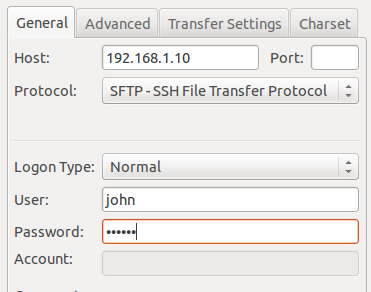 General Advanced Transfer Settings Charset
Host: 192.168.1.10 Port:
Protocol: SFTP - SSH File Transfer Protocol
Logon Type: Normal
User: john
Password: ••••••
Account: